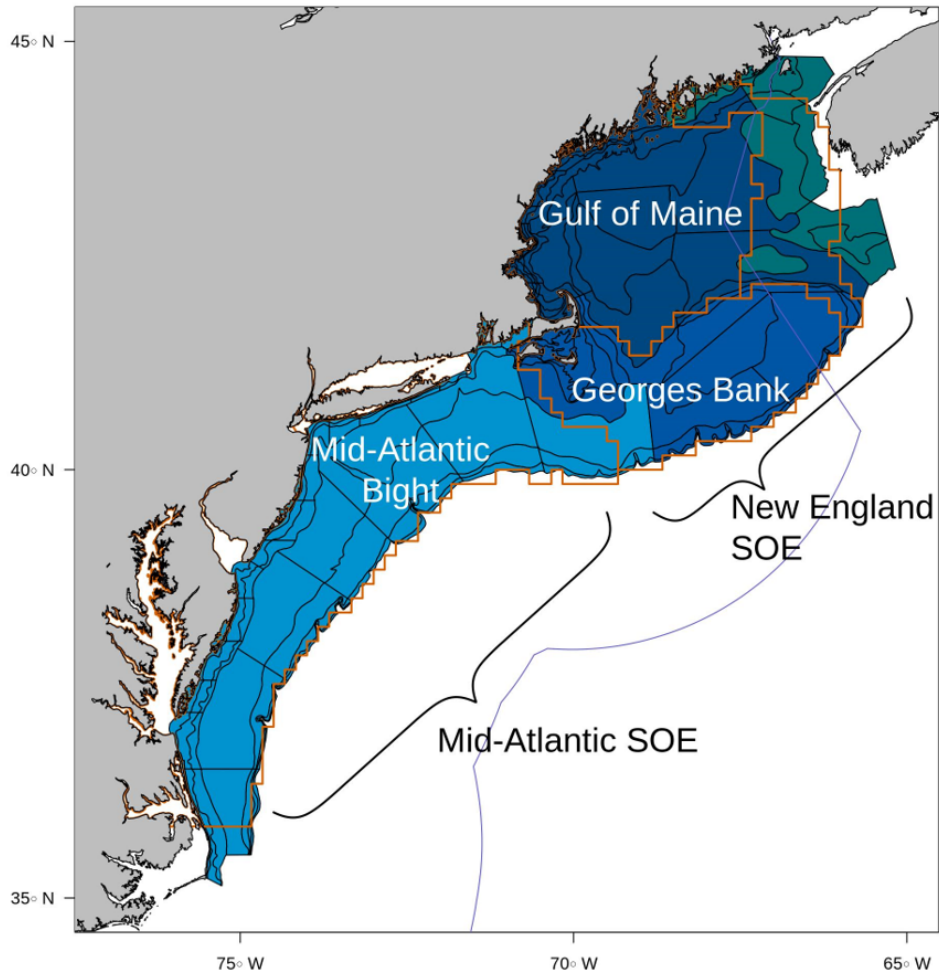 45° N
Gulf of Maine
Georges Bank
Mid-Atlantic
Bight
40° N
New England
SOE
Mid-Atlantic SOE
35° N
75° W
70° W
65° W